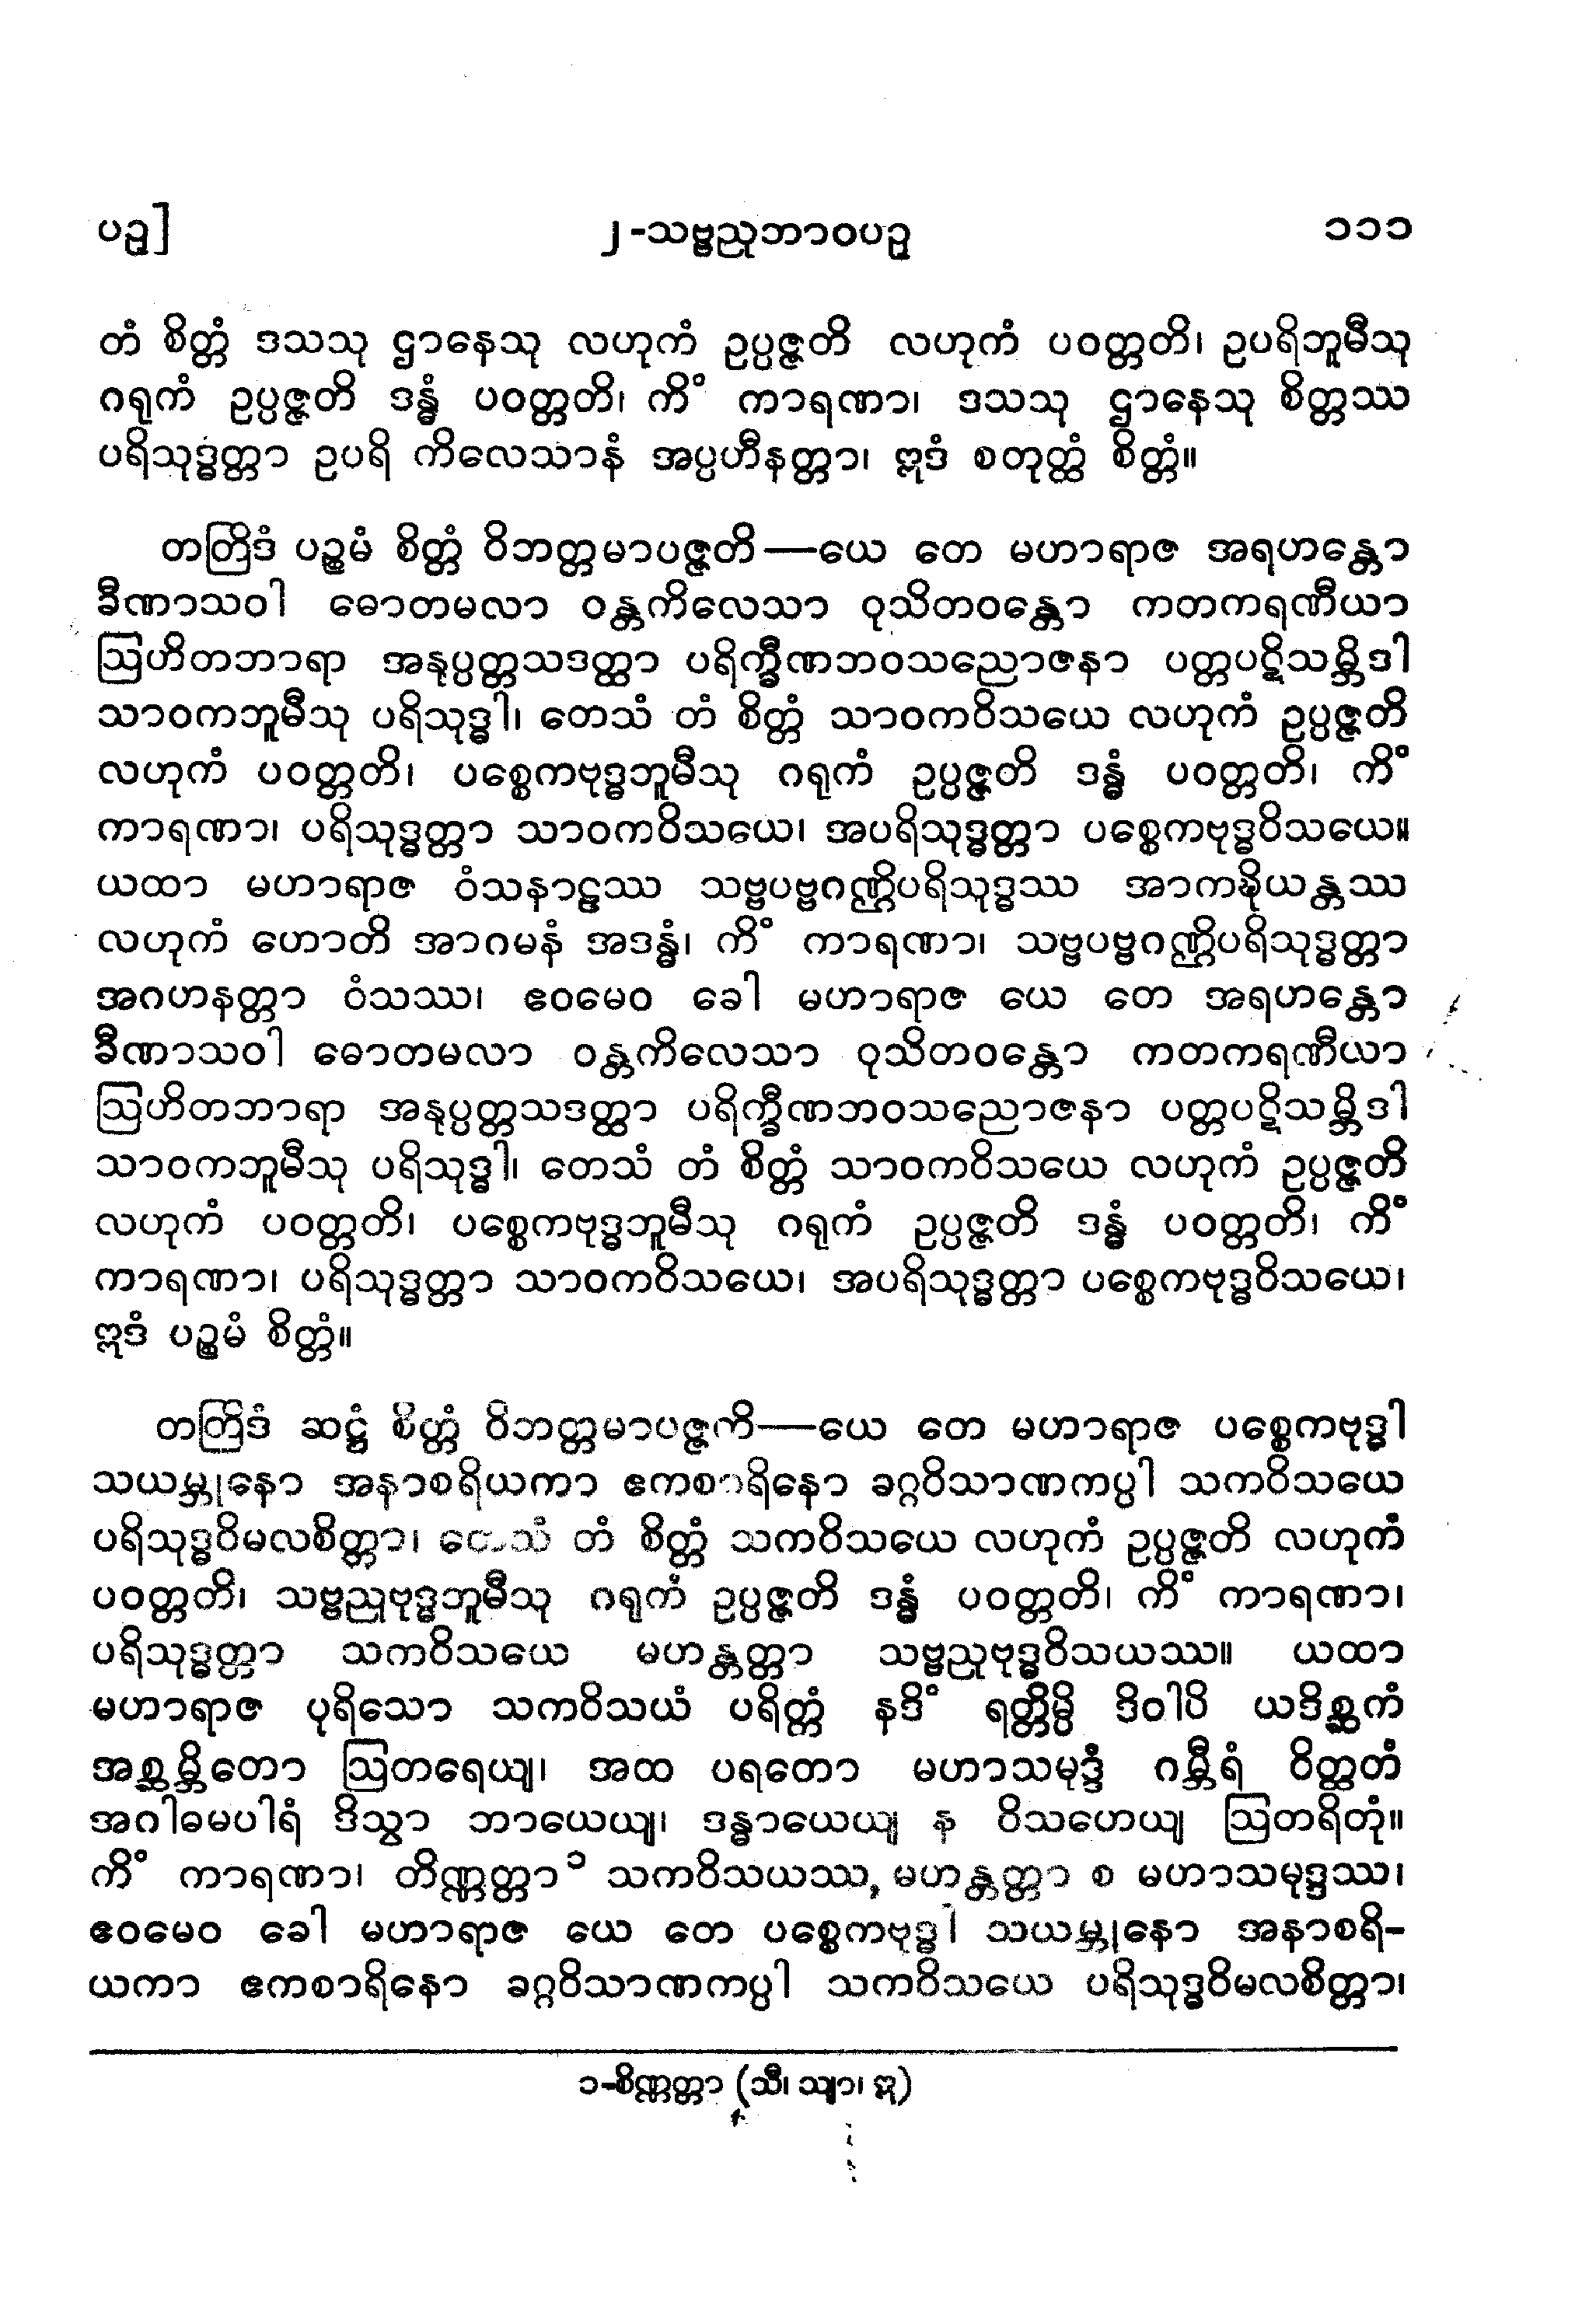 ပဥှ] ၂-သဗ္ဗညုဘာဝပဥှ ၁၁၁
တံ စိတ္တံ ဒသသု ဌာနေသု လဟုကံ ဥပ္ပဇ္ဇတိ လဟုကံ ပဝတ္တတိ၊ ဥပရိဘူမီသု
ဂရုကံ ဥပ္ပဇ္ဇတိ ဒန္ဓံ ပဝတ္တတိ၊ ကိံ ကာရဏာ၊ ဒသသု ဌာနေသု စိတ္တဿ
ပရိသုဒ္ဓတ္တာ ဥပရိ ကိလေသာနံ အပ္ပဟီနတ္တာ၊ ဣဒံ စတုတ္ထံ စိတ္တံ။
တတြိဒံ ပဉ္စမံ စိတ္တံ ဝိဘတ္တမာပဇ္ဇတိ—ယေ တေ မဟာရာဇ အရဟန္တော
ခီဏာသဝါ ဓောတမလာ ဝန္တကိလေသာ ဝုသိတဝန္တော ကတကရဏီယာ
ဩဟိတဘာရာ အနုပ္ပတ္တသဒတ္ထာ ပရိက္ခီဏဘဝသညောဇနာ ပတ္တပဋိသမ္ဘိဒါ
သာဝကဘူမီသု ပရိသုဒ္ဓါ၊ တေသံ တံ စိတ္တံ သာဝကဝိသယေ လဟုကံ ဥပ္ပဇ္ဇတိ
လဟုကံ ပဝတ္တတိ၊ ပစ္စေကဗုဒ္ဓဘူမီသု ဂရုကံ ဥပ္ပဇ္ဇတိ ဒန္ဓံ ပဝတ္တတိ၊ ကိံ
ကာရဏာ၊ ပရိသုဒ္ဓတ္တာ သာဝကဝိသယေ၊ အပရိသုဒ္ဓတ္တာ ပစ္စေကဗုဒ္ဓဝိသယေ။
ယထာ မဟာရာဇ ဝံသနာဠဿ သဗ္ဗပဗ္ဗဂဏ္ဌိပရိသုဒ္ဓဿ အာကဍ္ဎိယန္တဿ
လဟုကံ ဟောတိ အာဂမနံ အဒန္ဓံ၊ ကိံ ကာရဏာ၊ သဗ္ဗပဗ္ဗဂဏ္ဌိပရိသုဒ္ဓတ္တာ
အဂဟနတ္တာ ဝံသဿ၊ ဧဝမေဝ ခေါ မဟာရာဇ ယေ တေ အရဟန္တော
ခီဏာသဝါ ဓောတမလာ ဝန္တကိလေသာ ဝုသိတဝန္တော ကတကရဏီယာ
ဩဟိတဘာရာ အနုပ္ပတ္တသဒတ္ထာ ပရိက္ခီဏဘဝသညောဇနာ ပတ္တပဋိသမ္ဘိဒါ
သာဝကဘူမီသု ပရိသုဒ္ဓါ၊ တေသံ တံ စိတ္တံ သာဝကဝိသယေ လဟုကံ ဥပ္ပဇ္ဇတိ
လဟုကံ ပဝတ္တတိ၊ ပစ္စေကဗုဒ္ဓဘူမီသု ဂရုကံ ဥပ္ပဇ္ဇတိ ဒန္ဓံ ပဝတ္တတိ၊ ကိံ
ကာရဏာ၊ ပရိသုဒ္ဓတ္တာ သာဝကဝိသယေ၊ အပရိသုဒ္ဓတ္တာ ပစ္စေကဗုဒ္ဓဝိသယေ၊
ဣဒံ ပဉ္စမံ စိတ္တံ။
တတြိဒံ ဆဋ္ဌံ စိတ္တံ ဝိဘတ္တမာပဇ္ဇကိ—ယေ တေ မဟာရာဇ ပစ္စေကဗုဒ္ဓါ
သယမ္ဘုနော အနာစရိယကာ ဧကစာရိနော ခဂ္ဂဝိသာဏကပ္ပါ သကဝိသယေ
ပရိသုဒ္ဓဝိမလစိတ္တာ၊ တေသံ တံ စိတ္တံ သကဝိသယေ လဟုကံ ဥပ္ပဇ္ဇတိ လဟုကံ
ပဝတ္တတိ၊ သဗ္ဗညုဗုဒ္ဓဘူမီသု ဂရုကံ ဥပ္ပဇ္ဇတိ ဒန္ဓံ ပဝတ္တတိ၊ ကိံ ကာရဏာ၊
ပရိသုဒ္ဓတ္တာ သကဝိသယေ မဟန္တတ္တာ သဗ္ဗညုဗုဒ္ဓဝိသယဿ။ ယထာ
မဟာရာဇ ပုရိသော သကဝိသယံ ပရိတ္တံ နဒိံ ရတ္တိမ္ပိ ဒိဝါပိ ယဒိစ္ဆကံ
အစ္ဆမ္ဘိတော ဩတရေယျ၊ အထ ပရတော မဟာသမုဒ္ဒံ ဂမ္ဘီရံ ဝိတ္ထတံ
အဂါဓမပါရံ ဒိသွာ ဘာယေယျ၊ ဒန္ဓာယေယျ န ဝိသဟေယျ ဩတရိတုံ။
ကိံ ကာရဏာ၊ တိဏ္ဏတ္တာ ၁ သကဝိသယဿ, မဟန္တတ္တာ စ မဟာသမုဒ္ဒဿ၊
ဧဝမေဝ ခေါ မဟာရာဇ ယေ တေ ပစ္စေကဗုဒ္ဓါ သယမ္ဘုနော အနာစရိ-
ယကာ ဧကစာရိနော ခဂ္ဂဝိသာဏကပ္ပါ သကဝိသယေ ပရိသုဒ္ဓဝိမလစိတ္တာ၊
၁-စိဏ္ဏတ္တာ (သီ၊ သျာ၊ ဣ)